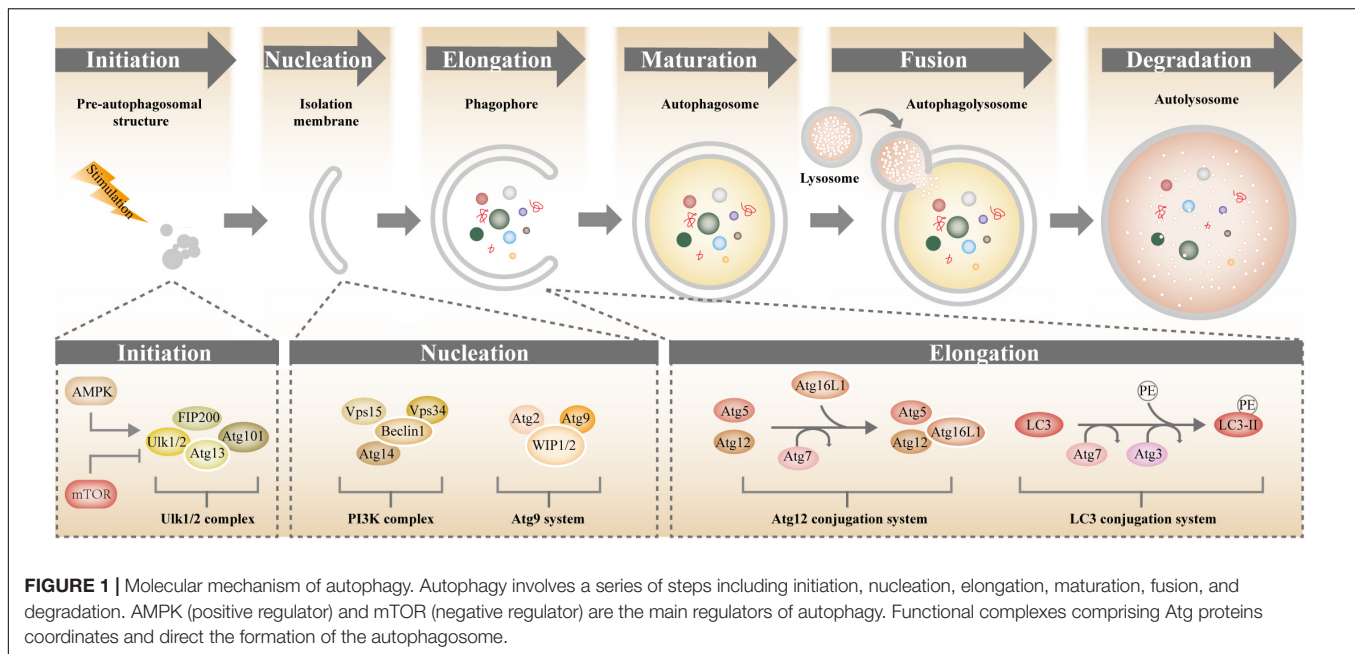 Initiation
Nucleation
Elongation
Maturation
Fusion
Degradation
Pre-autophagosomal
structure
Isolation
membrane
Phagophore
Autophagosome
Autophagolysosome
Autolysosome
Stimulation
Lysosome
Initiation
AMPK
FIP200
Ulk1/2
Atg101
Atg13
mTOR
Ulk1/2 complex
Nucleation
Vps15
Vps34
Beclin1
Atg14
PI3K complex
Atg2
Atg9
WIP1/2
Atg9 system
Elongation
Atg16L1
Atg5
Atg12
Atg7
Atg5
Atg12
Atg16L1
Atg12 conjugation system
LC3
PE
Atg7
Atg3
PE
LC3-II
LC3 conjugation system
FIGURE 1 | Molecular mechanism of autophagy. Autophagy involves a series of steps including initiation, nucleation, elongation, maturation, fusion, and
degradation. AMPK (positive regulator) and mTOR (negative regulator) are the main regulators of autophagy. Functional complexes comprising Atg proteins
coordinates and direct the formation of the autophagosome.